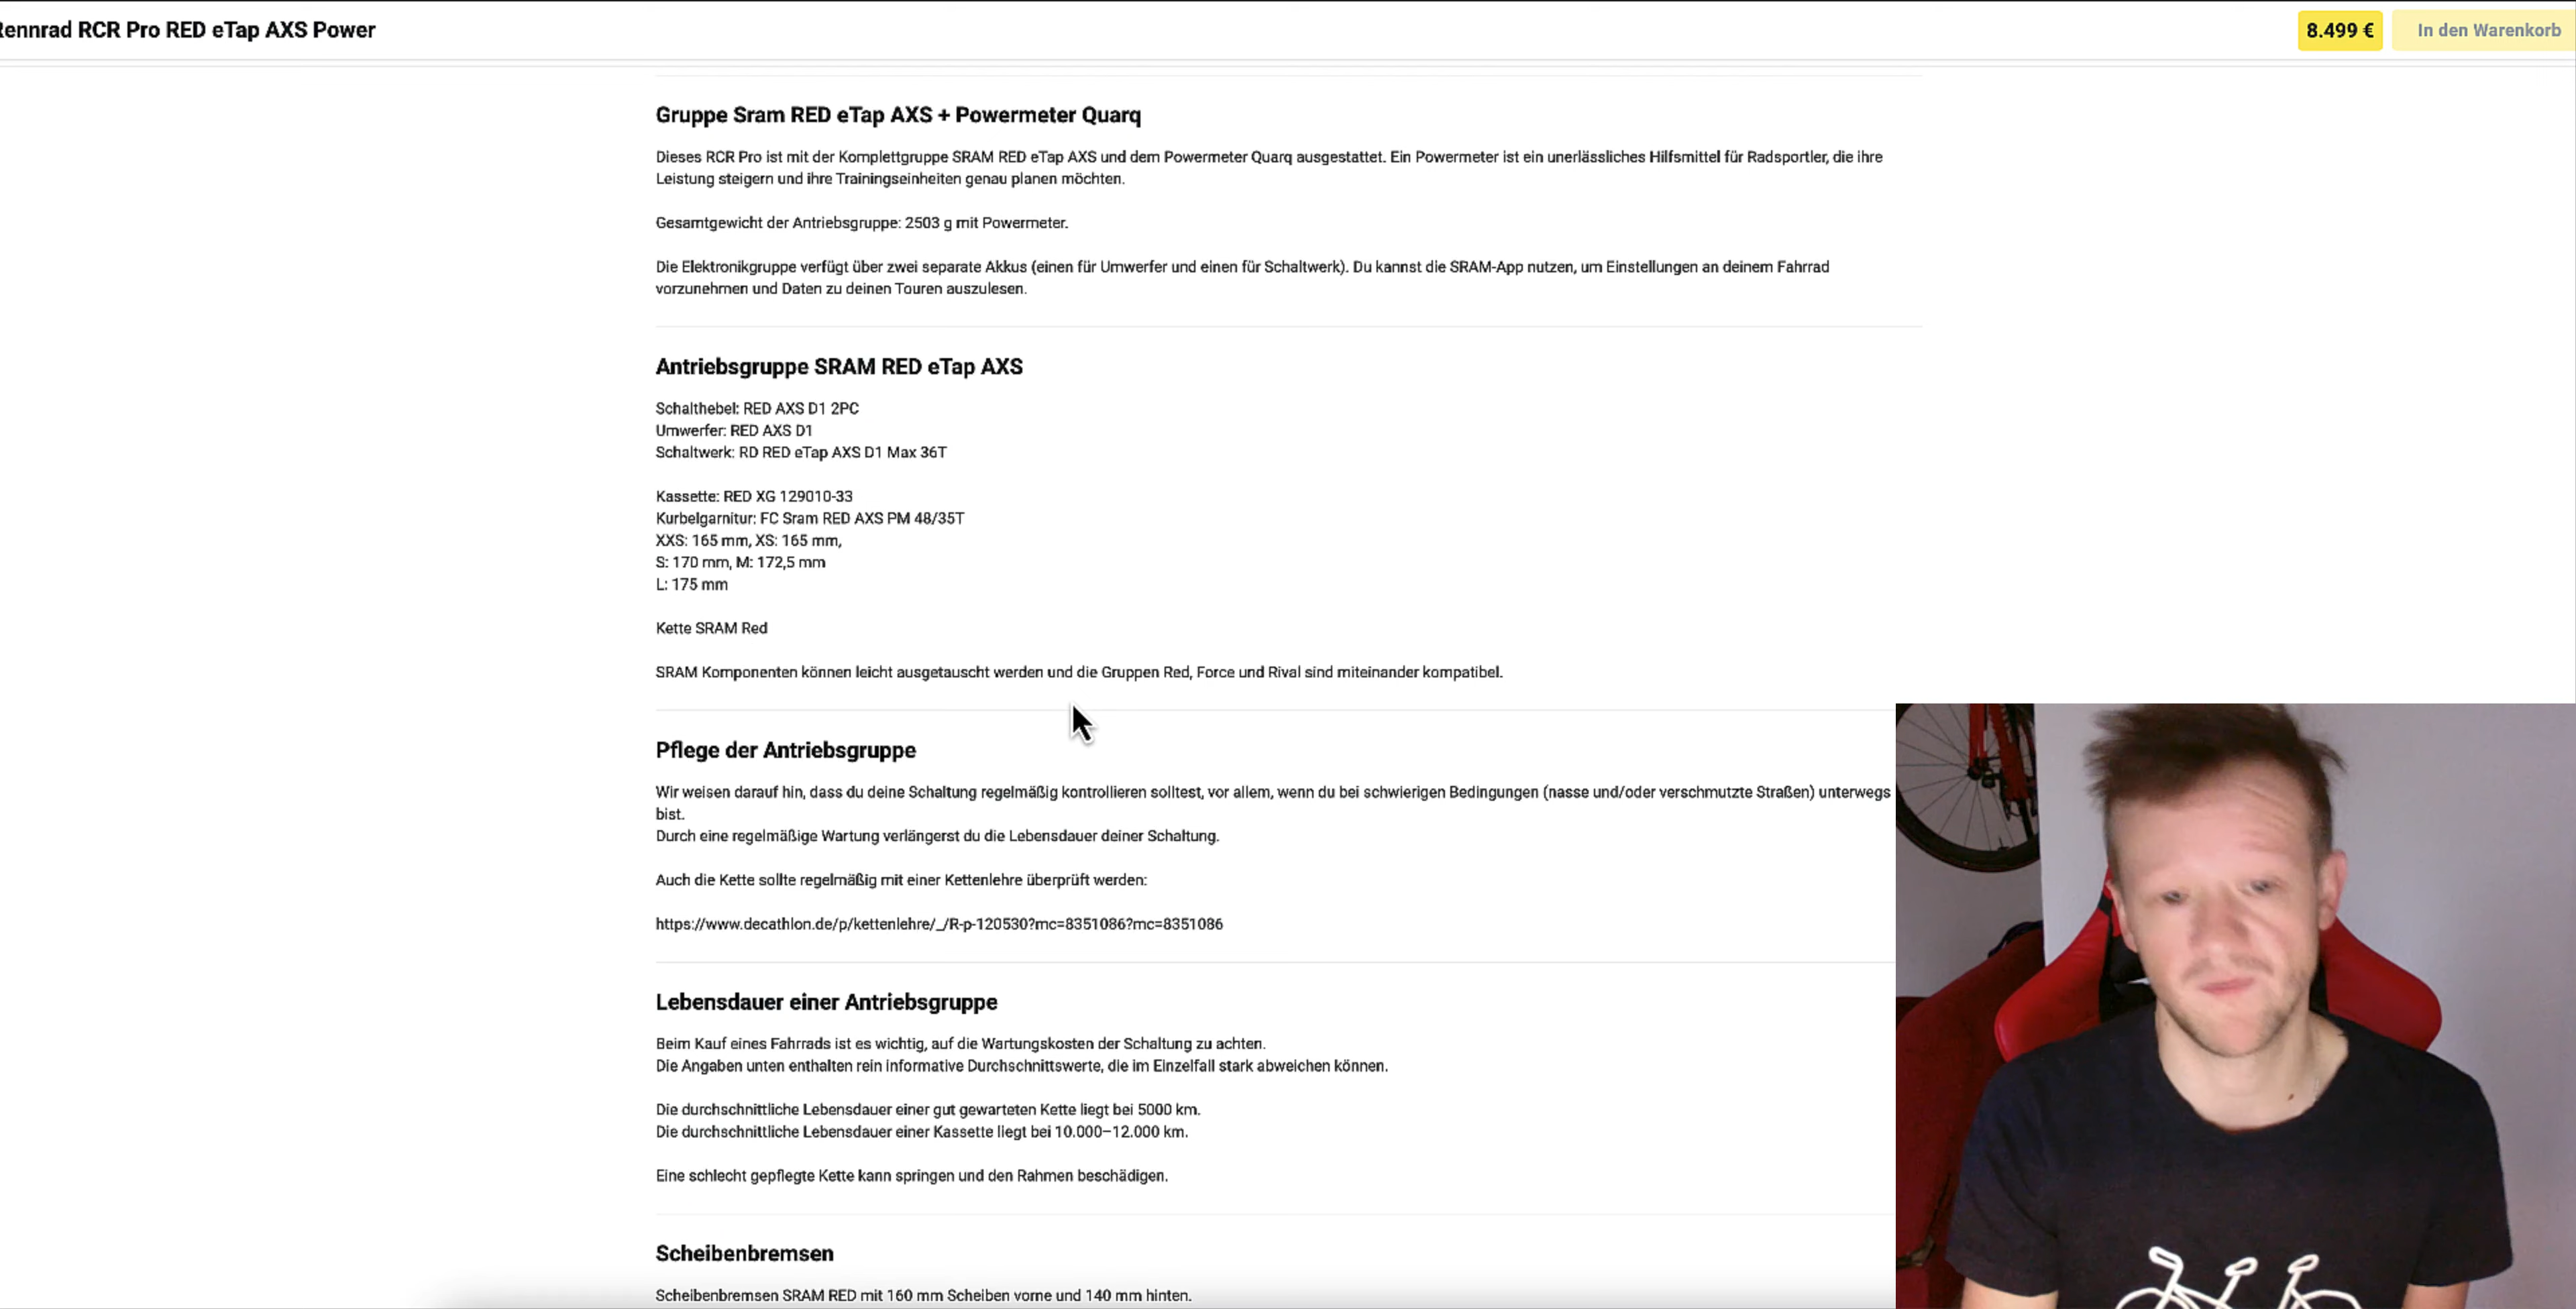 Rennrad RCR Pro RED eTap AXS Power
8.499 €
In den Warenkorb
Gruppe Sram RED eTap AXS + Powermeter Quarq
Dieses RCR Pro ist mit der Komplettgruppe SRAM RED eTap AXS und dem Powermeter Quarq ausgestattet. Ein Powermeter ist ein unerlässliches Hilfsmittel für Radsportler, die ihre
Leistung steigern und ihre Trainingseinheiten genau planen möchten.
Gesamtgewicht der Antriebsgruppe: 2503 g mit Powermeter.
Die Elektronikgruppe verfügt über zwei separate Akkus (einen für Umwerfer und einen für Schaltwerk). Du kannst die SRAM-App nutzen, um Einstellungen an deinem Fahrrad
vorzunehmen und Daten zu deinen Touren auszulesen.
Antriebsgruppe SRAM RED eTap AXS
Schalthebel: RED AXS D1 2PC
Umwerfer: RED AXS D1
Schaltwerk: RD RED eTap AXS D1 Max 36T
Kassette: RED XG 129010-33
Kurbelgarnitur: FC Sram RED AXS PM 48/35T
XXS: 165 mm, XS: 165 mm,
S: 170 mm, M: 172,5 mm
L: 175 mm
Kette SRAM Red
SRAM Komponenten können leicht ausgetauscht werden und die Gruppen Red, Force und Rival sind miteinander kompatibel.
Pflege der Antriebsgruppe
Wir weisen darauf hin, dass du deine Schaltung regelmäßig kontrollieren solltest, vor allem, wenn du bei schwierigen Bedingungen (nasse und/oder verschmutzte Straßen) unterwegs
bist.
Durch eine regelmäßige Wartung verlängerst du die Lebensdauer deiner Schaltung.
Auch die Kette sollte regelmäßig mit einer Kettenlehre überprüft werden:
https://www.decathlon.de/p/kettenlehre/_/R-p-120530?mc=8351086?mc=8351086
Lebensdauer einer Antriebsgruppe
Beim Kauf eines Fahrrads ist es wichtig, auf die Wartungskosten der Schaltung zu achten.
Die Angaben unten enthalten rein informative Durchschnittswerte, die im Einzelfall stark abweichen können.
Die durchschnittliche Lebensdauer einer gut gewarteten Kette liegt bei 5000 km.
Die durchschnittliche Lebensdauer einer Kassette liegt bei 10.000–12.000 km.
Eine schlecht gepflegte Kette kann springen und den Rahmen beschädigen.
Scheibenbremsen
Scheibenbremsen SRAM RED mit 160 mm Scheiben vorne und 140 mm hinten.